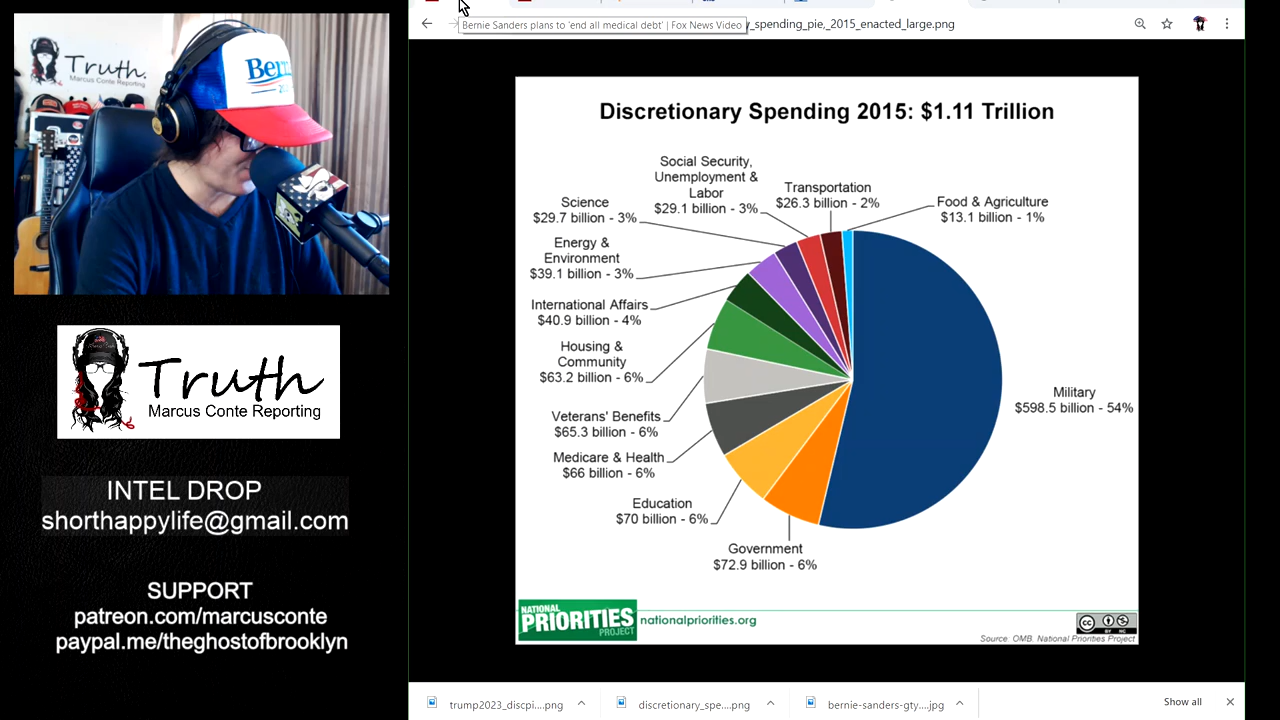 Bernie Sanders plans to 'end all medical debt' | Fox News Video
y_spending_pie,_2015_enacted_large.png
Truth.
Marcus Conte Reporting
Bern
Discretionary Spending 2015: $1.11 Trillion
Social Security,
Unemployment &
Labor
$29.1 billion - 3%
Transportation
$26.3 billion - 2%
Food & Agriculture
$13.1 billion - 1%
Science
$29.7 billion - 3%
Energy &
Environment
$39.1 billion - 3%
International Affairs
$40.9 billion - 4%
Housing &
Community
$63.2 billion - 6%
Veterans' Benefits
$65.3 billion - 6%
Medicare & Health
$66 billion - 6%
Education
$70 billion - 6%
Government
$72.9 billion - 6%
Military
$598.5 billion - 54%
NATIONAL
PRIORITIES
PROJECT
nationalpriorities.org
cc
BY NC
Source: OMB, National Priorities Project
Truth
Marcus Conte Reporting
INTEL DROP
shorthappylife@gmail.com
SUPPORT
patreon.com/marcusconte
paypal.me/theghostofbrooklyn
trump2023_discpi....png
discretionary_spe....png
bernie-sanders-gty....jpg
Show all